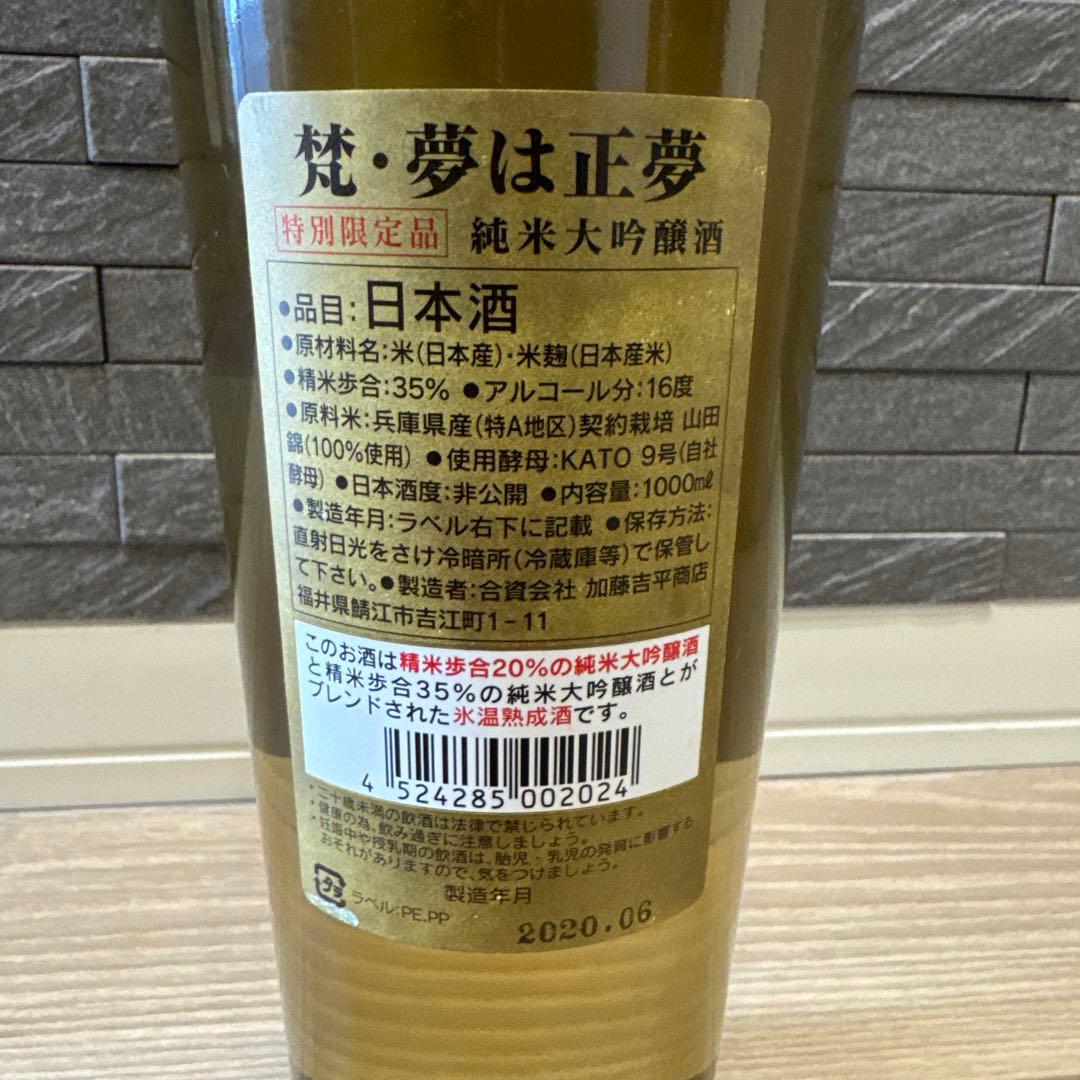 梵・夢は正夢
特別限定品 純米大吟醸酒
●品目：日本酒
●原材料名：米（日本産）・米麹（日本産米）
●精米歩合：35% ●アルコール分：16度
●原料米：兵庫県産（特A地区）契約栽培 山田
錦（100%使用） ●使用酵母：KATO 9号（自社
酵母） ●日本酒度：非公開 ●内容量：1000mℓ
●製造年月：ラベル右下に記載 ●保存方法：
直射日光をさけ冷暗所（冷蔵庫等）で保管し
て下さい。●製造者：合資会社 加藤吉平商店
福井県鯖江市吉江町1-11
このお酒は精米歩合20%の純米大吟醸酒
と精米歩合35%の純米大吟醸酒とが
ブレンドされた氷温熟成酒です。
4 524285 002024
・二十歳未満の飲酒は法律で禁じられています。
・健康の為、飲み過ぎに注意しましょう。
・妊娠中や授乳期の飲酒は、胎児・乳児の発育に影響する
おそれがありますので、気をつけましょう。
製造年月
ラベル：PE,PP
2020.06